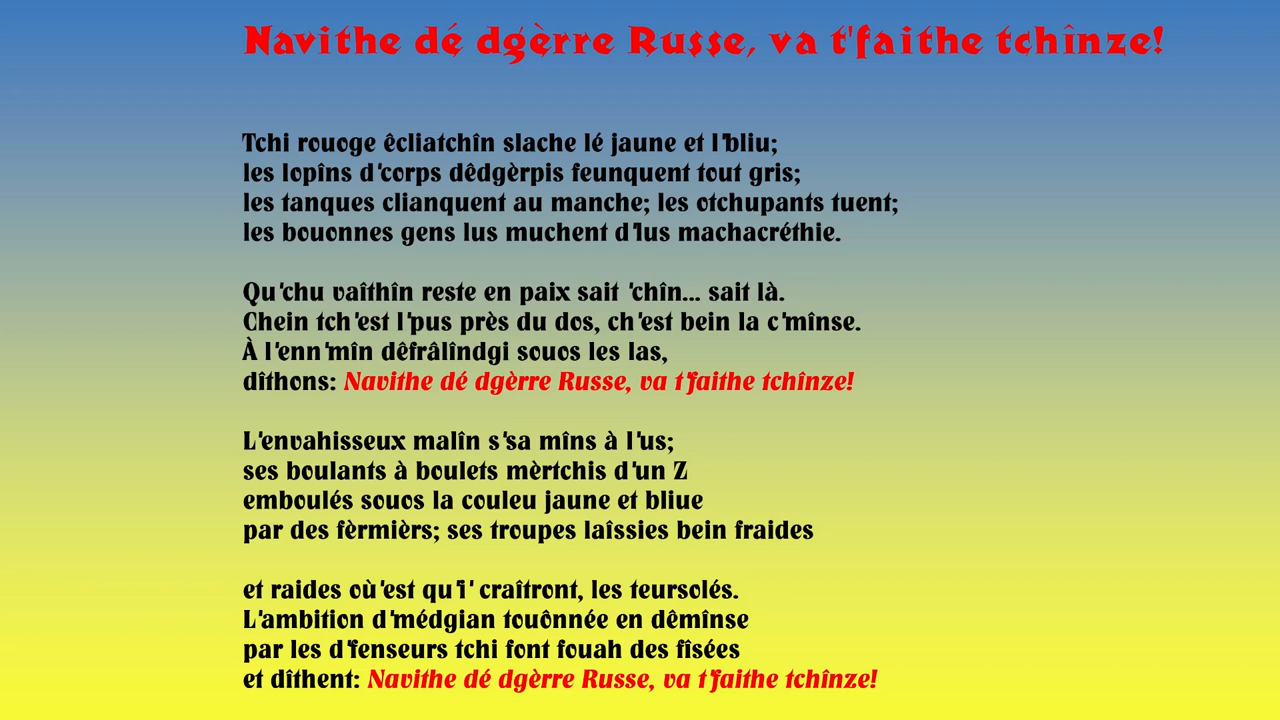 Navithe dé dgèrre Russe, va t'faithe tchînze!
Tchi rouoge êcliatchîn slache lé jaune et l'bliu;
les lopîns d'corps dêdgèrpis feunquent tout gris;
les tanques clianquent au manche; les otchupants tuent;
les bouonnes gens lus muchent d'lus machacréthie.
Qu'chu vaîthîn reste en paix sait 'chîn... sait là.
Chein tch'est l'pus près du dos, ch'est bein la c'mînse.
À l'enn'mîn dêfrâlîndgi souos les las,
dîthons: Navithe dé dgèrre Russe, va t'faithe tchînze!
L'envahisseux malîn s'sa mîns à l'us;
ses boulants à boulets mèrtchis d'un Z
emboulés souos la couleu jaune et bliue
par des fèrmièrs; ses troupes laîssies bein fraides
et raides où'est qu'i' craîtront, les teursolés.
L'ambition d'médgian touônnée en dêmînse
par les d'fenseurs tchi font fouah des fîsées
et dîthent: Navithe dé dgèrre Russe, va t'faithe tchînze!